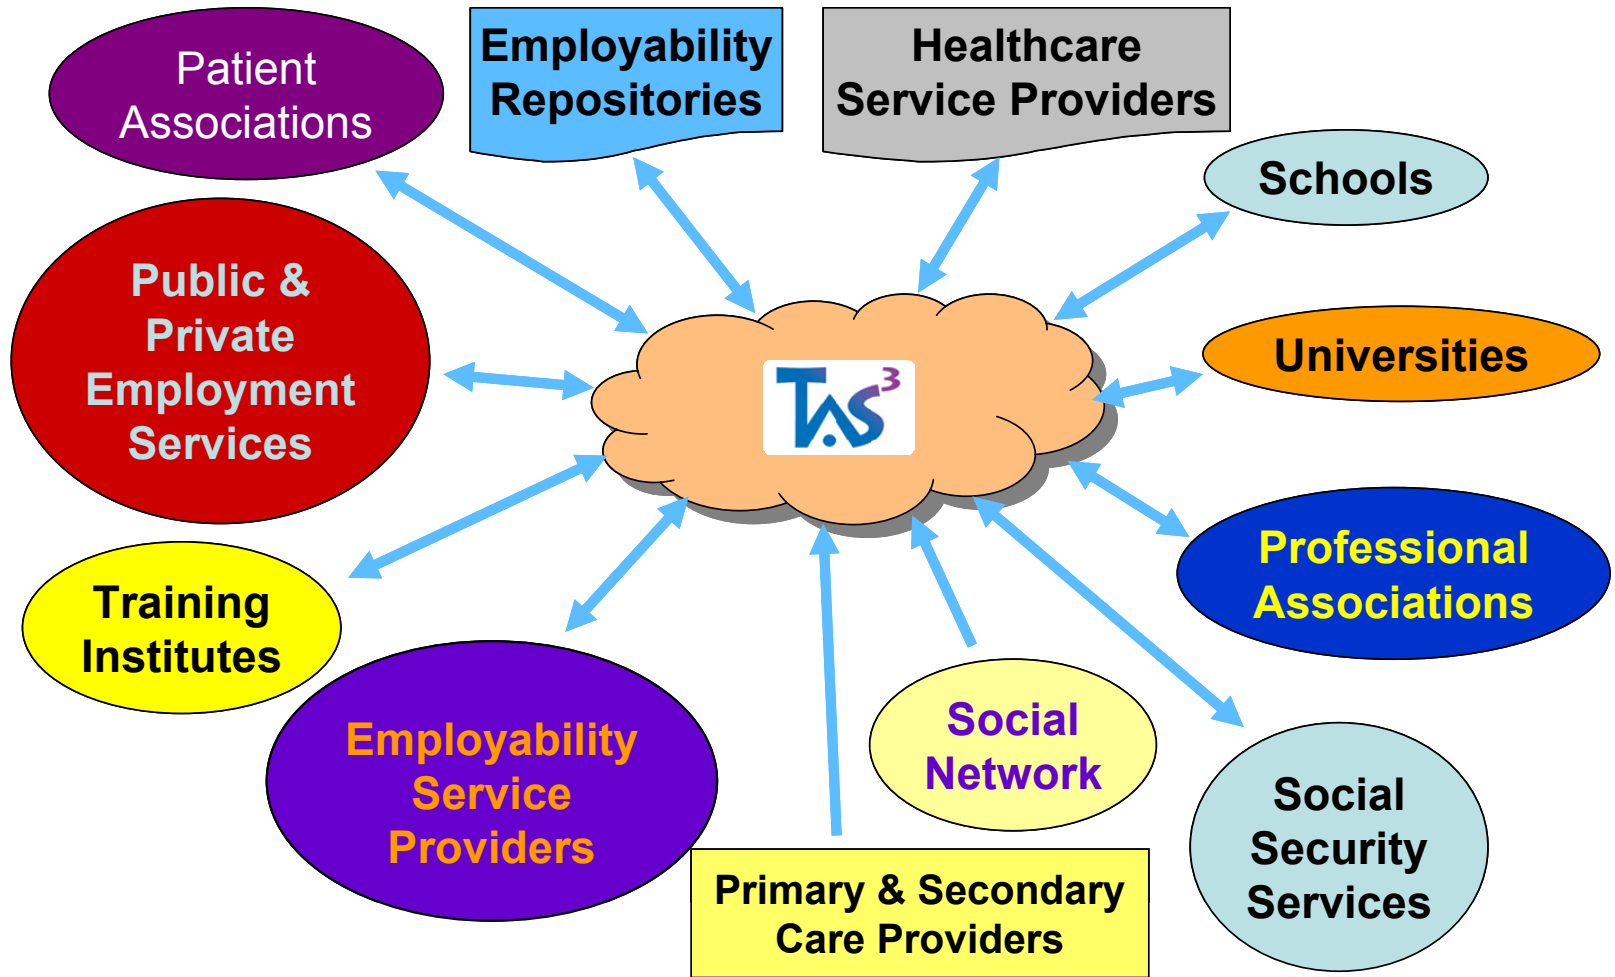 Patient
Associations
Employability
Repositories
Healthcare
Service Providers
Schools
Public &
Private
Employment
Services
TAS³
Universities
Professional
Associations
Training
Institutes
Employability
Service
Providers
Social
Network
Social
Security
Services
Primary & Secondary
Care Providers